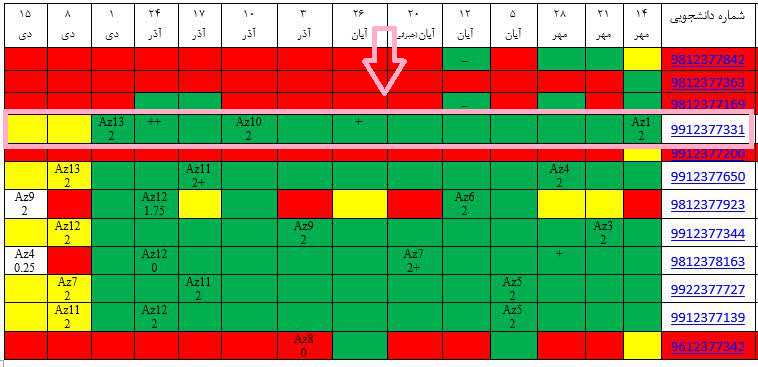 شماره دانشجویی ۱۴ ۲۱ ۲۸ ۵ ۱۲ ۲۰ ۲۶ ۳ ۱۰ ۱۷ ۲۴ ۱ ۸ ۱۵
مهر مهر مهر آبان آبان آبان(جبرانی) آبان آذر آذر آذر آذر دی دی دی
9812377842 –
9812377363
9812377169 –
9912377331 Az1 + Az10 ++ Az13
2 2 2
9912377200
9912377650 Az4 Az11 Az13
2 2+ 2
9812377923 Az6 Az12 Az9
2 1.75 2
9912377344 Az3 Az9 Az12
2 2 2
9812378163 + Az7 Az12 Az4
2+ 0 0.25
9922377727 Az5 Az11 Az7
2 2 2
9912377139 Az5 Az12 Az11
2 2 2
9612377342 Az8
0